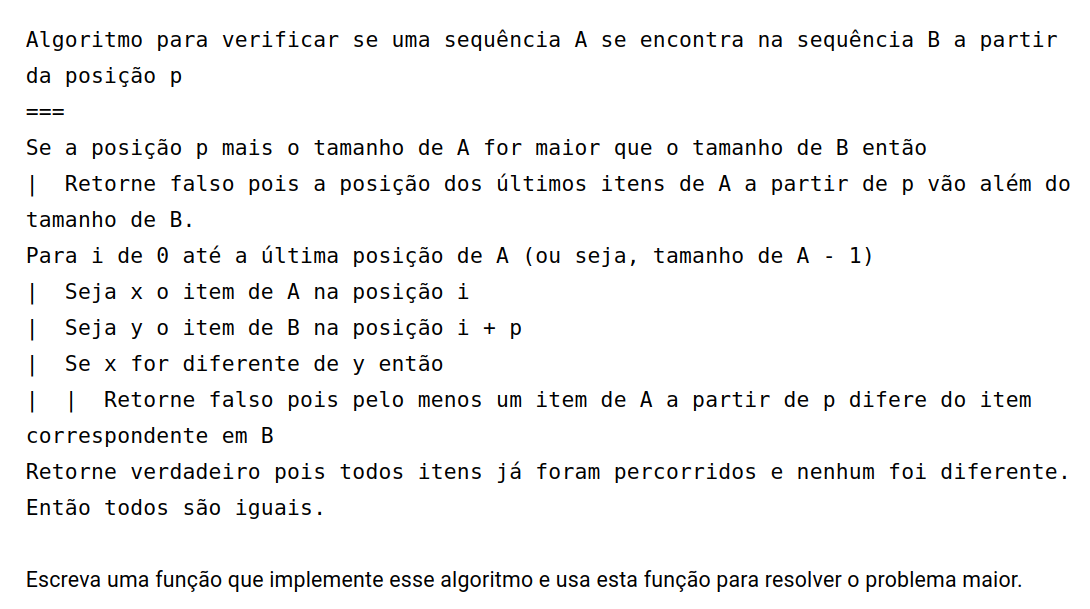 Algoritmo para verificar se uma sequência A se encontra na sequência B a partir
da posição p
===
Se a posição p mais o tamanho de A for maior que o tamanho de B então
|  Retorne falso pois a posição dos últimos itens de A a partir de p vão além do
tamanho de B.
Para i de 0 até a última posição de A (ou seja, tamanho de A - 1)
|  Seja x o item de A na posição i
|  Seja y o item de B na posição i + p
|  Se x for diferente de y então
|  |  Retorne falso pois pelo menos um item de A a partir de p difere do item
correspondente em B
Retorne verdadeiro pois todos itens já foram percorridos e nenhum foi diferente.
Então todos são iguais.
Escreva uma função que implemente esse algoritmo e usa esta função para resolver o problema maior.